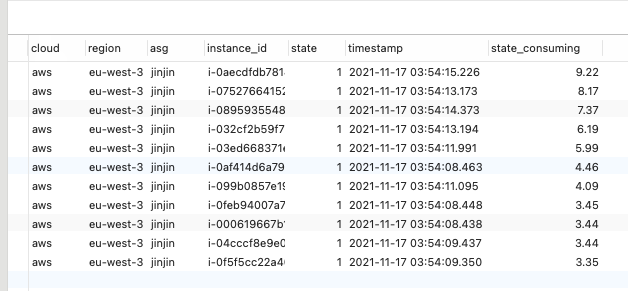 cloud region asg instance_id state timestamp state_consuming
aws eu-west-3 jinjin i-0aecdfdb781 1 2021-11-17 03:54:15.226 9.22
aws eu-west-3 jinjin i-07527664152 1 2021-11-17 03:54:13.173 8.17
aws eu-west-3 jinjin i-0895935548 1 2021-11-17 03:54:14.373 7.37
aws eu-west-3 jinjin i-032cf2b59f7 1 2021-11-17 03:54:13.194 6.19
aws eu-west-3 jinjin i-03ed668371 1 2021-11-17 03:54:11.991 5.99
aws eu-west-3 jinjin i-0af414d6a79 1 2021-11-17 03:54:08.463 4.46
aws eu-west-3 jinjin i-099b0857e19 1 2021-11-17 03:54:11.095 4.09
aws eu-west-3 jinjin i-0feb94007a7 1 2021-11-17 03:54:08.448 3.45
aws eu-west-3 jinjin i-000619667b 1 2021-11-17 03:54:08.438 3.44
aws eu-west-3 jinjin i-04cccf8e9e0 1 2021-11-17 03:54:09.437 3.44
aws eu-west-3 jinjin i-0f5f5cc22a4 1 2021-11-17 03:54:09.350 3.35